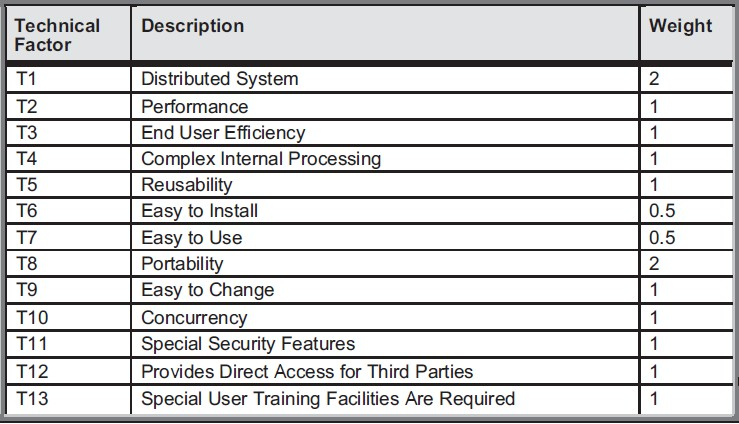 Technical Factor Description Weight
T1 Distributed System 2
T2 Performance 1
T3 End User Efficiency 1
T4 Complex Internal Processing 1
T5 Reusability 1
T6 Easy to Install 0.5
T7 Easy to Use 0.5
T8 Portability 2
T9 Easy to Change 1
T10 Concurrency 1
T11 Special Security Features 1
T12 Provides Direct Access for Third Parties 1
T13 Special User Training Facilities Are Required 1